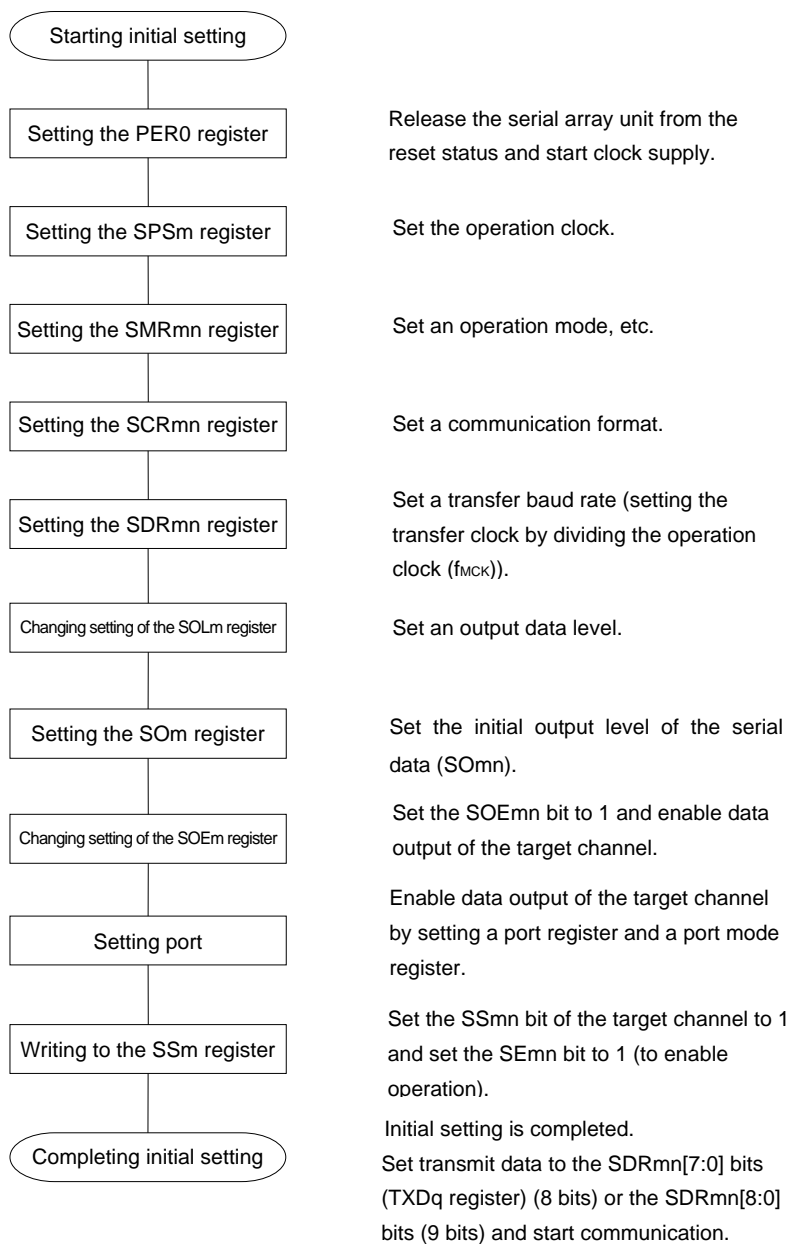 Starting initial setting
Setting the PER0 register
Release the serial array unit from the
reset status and start clock supply.
Setting the SPSm register
Set the operation clock.
Setting the SMRmn register
Set an operation mode, etc.
Setting the SCRmn register
Set a communication format.
Setting the SDRmn register
Set a transfer baud rate (setting the
transfer clock by dividing the operation
clock (fMCK)).
Changing setting of the SOLm register
Set an output data level.
Setting the SOm register
Set the initial output level of the serial
data (SOmn).
Changing setting of the SOEm register
Set the SOEmn bit to 1 and enable data
output of the target channel.
Setting port
Enable data output of the target channel
by setting a port register and a port mode
register.
Writing to the SSm register
Set the SSmn bit of the target channel to 1
and set the SEmn bit to 1 (to enable
operation).
Completing initial setting
Initial setting is completed.
Set transmit data to the SDRmn[7:0] bits
(TXDq register) (8 bits) or the SDRmn[8:0]
bits (9 bits) and start communication.